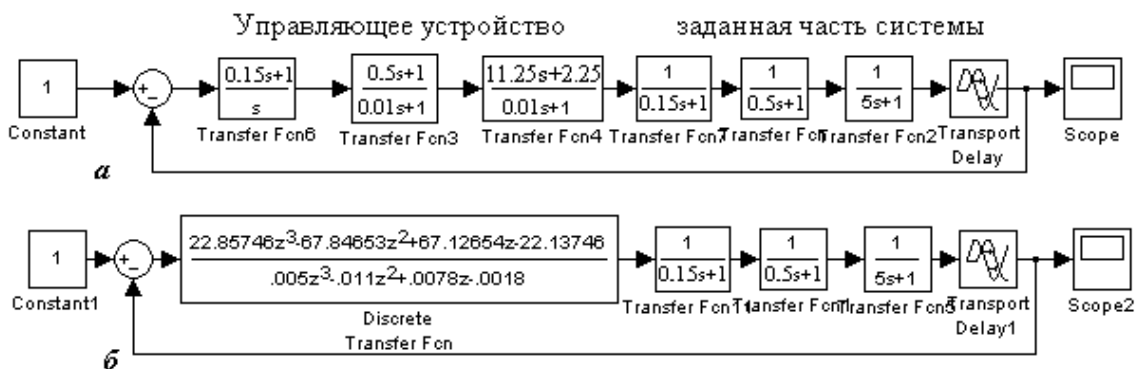 Управляющее устройство заданная часть системы
1
Constant
+
−
0.15s+1
s
Transfer Fcn6
0.5s+1
0.01s+1
Transfer Fcn3
11.25s+2.25
0.01s+1
Transfer Fcn4
1
0.15s+1
Transfer Fcn7
1
0.5s+1
Transfer Fcn
1
5s+1
Transfer Fcn2
Transport
Delay
Scope
а
1
Constant1
+
−
22.85746z³-67.84653z²+67.12654z-22.13746
.005z³-.011z²+.0078z-.0018
Discrete
Transfer Fcn
1
0.15s+1
Transfer Fcn11
1
0.5s+1
Transfer Fcn
1
5s+1
Transfer Fcn5
Transport
Delay1
Scope2
б